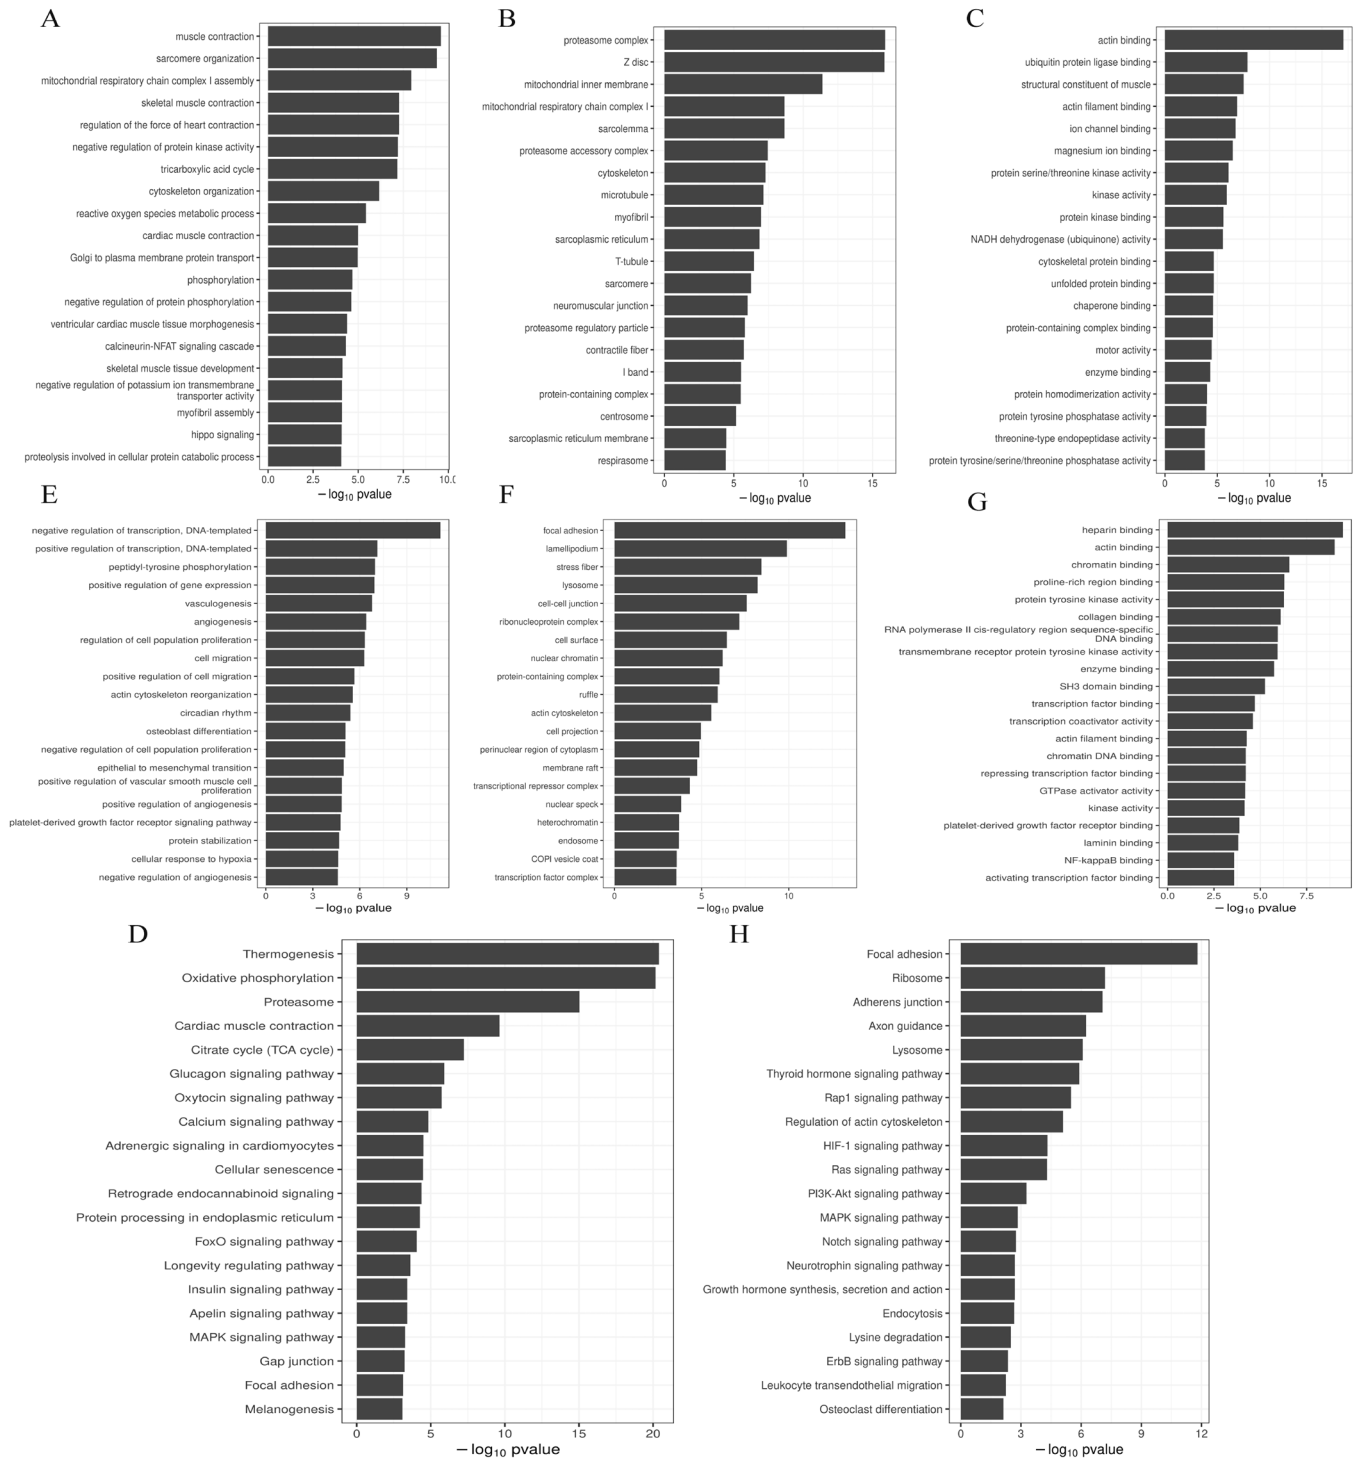 A
muscle contraction
sarcomere organization
mitochondrial respiratory chain complex I assembly
skeletal muscle contraction
regulation of the force of heart contraction
negative regulation of protein kinase activity
tricarboxylic acid cycle
cytoskeleton organization
reactive oxygen species metabolic process
cardiac muscle contraction
Golgi to plasma membrane protein transport
phosphorylation
negative regulation of protein phosphorylation
ventricular cardiac muscle tissue morphogenesis
calcineurin-NFAT signaling cascade
skeletal muscle tissue development
negative regulation of potassium ion transmembrane
transporter activity
myofibril assembly
hippo signaling
proteolysis involved in cellular protein catabolic process
0.0 2.5 5.0 7.5 10.0
−log10 pvalue
B
proteasome complex
Z disc
mitochondrial inner membrane
mitochondrial respiratory chain complex I
sarcolemma
proteasome accessory complex
cytoskeleton
microtubule
myofibril
sarcoplasmic reticulum
T-tubule
sarcomere
neuromuscular junction
proteasome regulatory particle
contractile fiber
I band
protein-containing complex
centrosome
sarcoplasmic reticulum membrane
respirasome
0 5 10 15
−log10 pvalue
C
actin binding
ubiquitin protein ligase binding
structural constituent of muscle
actin filament binding
ion channel binding
magnesium ion binding
protein serine/threonine kinase activity
kinase activity
protein kinase binding
NADH dehydrogenase (ubiquinone) activity
cytoskeletal protein binding
unfolded protein binding
chaperone binding
protein-containing complex binding
motor activity
enzyme binding
protein homodimerization activity
protein tyrosine phosphatase activity
threonine-type endopeptidase activity
protein tyrosine/serine/threonine phosphatase activity
0 5 10 15
−log10 pvalue
E
negative regulation of transcription, DNA-templated
positive regulation of transcription, DNA-templated
peptidyl-tyrosine phosphorylation
positive regulation of gene expression
vasculogenesis
angiogenesis
regulation of cell population proliferation
cell migration
positive regulation of cell migration
actin cytoskeleton reorganization
circadian rhythm
osteoblast differentiation
negative regulation of cell population proliferation
epithelial to mesenchymal transition
positive regulation of vascular smooth muscle cell
proliferation
positive regulation of angiogenesis
platelet-derived growth factor receptor signaling pathway
protein stabilization
cellular response to hypoxia
negative regulation of angiogenesis
0 3 6 9
−log10 pvalue
F
focal adhesion
lamellipodium
stress fiber
lysosome
cell-cell junction
ribonucleoprotein complex
cell surface
nuclear chromatin
protein-containing complex
ruffle
actin cytoskeleton
cell projection
perinuclear region of cytoplasm
membrane raft
transcriptional repressor complex
nuclear speck
heterochromatin
endosome
COPI vesicle coat
transcription factor complex
0 5 10
−log10 pvalue
G
heparin binding
actin binding
chromatin binding
proline-rich region binding
protein tyrosine kinase activity
collagen binding
RNA polymerase II cis-regulatory region sequence-specific
DNA binding
transmembrane receptor protein tyrosine kinase activity
enzyme binding
SH3 domain binding
transcription factor binding
transcription coactivator activity
actin filament binding
chromatin DNA binding
repressing transcription factor binding
GTPase activator activity
kinase activity
platelet-derived growth factor receptor binding
laminin binding
NF-kappaB binding
activating transcription factor binding
0.0 2.5 5.0 7.5
−log10 pvalue
D
Thermogenesis
Oxidative phosphorylation
Proteasome
Cardiac muscle contraction
Citrate cycle (TCA cycle)
Glucagon signaling pathway
Oxytocin signaling pathway
Calcium signaling pathway
Adrenergic signaling in cardiomyocytes
Cellular senescence
Retrograde endocannabinoid signaling
Protein processing in endoplasmic reticulum
FoxO signaling pathway
Longevity regulating pathway
Insulin signaling pathway
Apelin signaling pathway
MAPK signaling pathway
Gap junction
Focal adhesion
Melanogenesis
0 5 10 15 20
−log10 pvalue
H
Focal adhesion
Ribosome
Adherens junction
Axon guidance
Lysosome
Thyroid hormone signaling pathway
Rap1 signaling pathway
Regulation of actin cytoskeleton
HIF-1 signaling pathway
Ras signaling pathway
PI3K-Akt signaling pathway
MAPK signaling pathway
Notch signaling pathway
Neurotrophin signaling pathway
Growth hormone synthesis, secretion and action
Endocytosis
Lysine degradation
ErbB signaling pathway
Leukocyte transendothelial migration
Osteoclast differentiation
0 3 6 9 12
−log10 pvalue